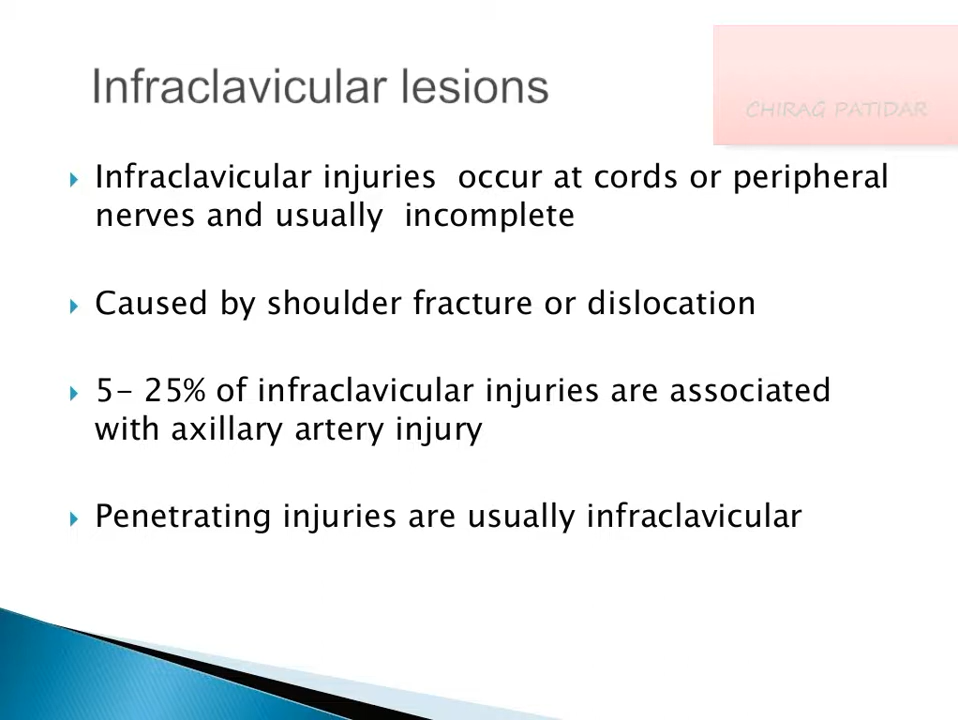 Infraclavicular lesions
CHIRAG PATIDAR
Infraclavicular injuries occur at cords or peripheral
nerves and usually incomplete
Caused by shoulder fracture or dislocation
5- 25% of infraclavicular injuries are associated
with axillary artery injury
Penetrating injuries are usually infraclavicular